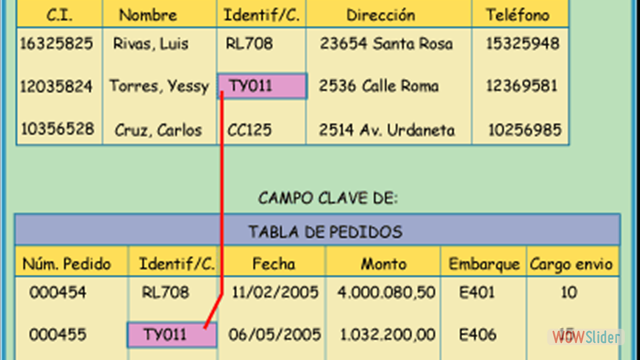 C.I. Nombre Identif/C. Dirección Teléfono
16325825 Rivas, Luis RL708 23654 Santa Rosa 15325948
12035824 Torres, Yessy TY011 2536 Calle Roma 12369581
10356528 Cruz, Carlos CC125 2514 Av. Urdaneta 10256985
CAMPO CLAVE DE:
TABLA DE PEDIDOS
Núm. Pedido Identif/C. Fecha Monto Embarque Cargo envio
000454 RL708 11/02/2005 4.000.080,50 E401 10
000455 TY011 06/05/2005 1.032.200,00 E406
WOWSlider